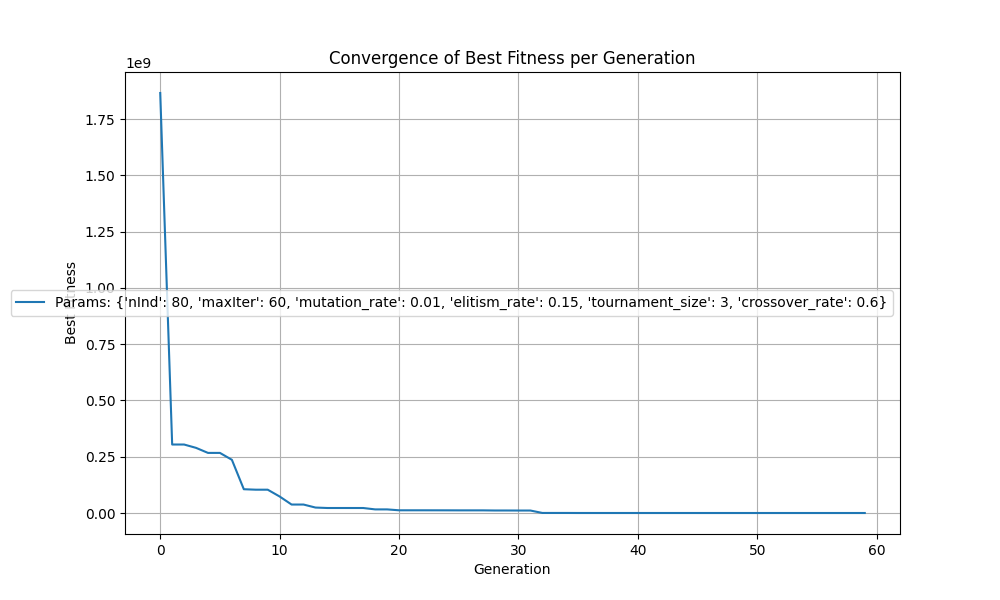 Convergence of Best Fitness per Generation
1e9
1.75
1.50
1.25
1.00
Params: {'nInd': 80, 'maxIter': 60, 'mutation_rate': 0.01, 'elitism_rate': 0.15, 'tournament_size': 3, 'crossover_rate': 0.6}
Best Fitness
0.75
0.50
0.25
0.00
0 10 20 30 40 50 60
Generation